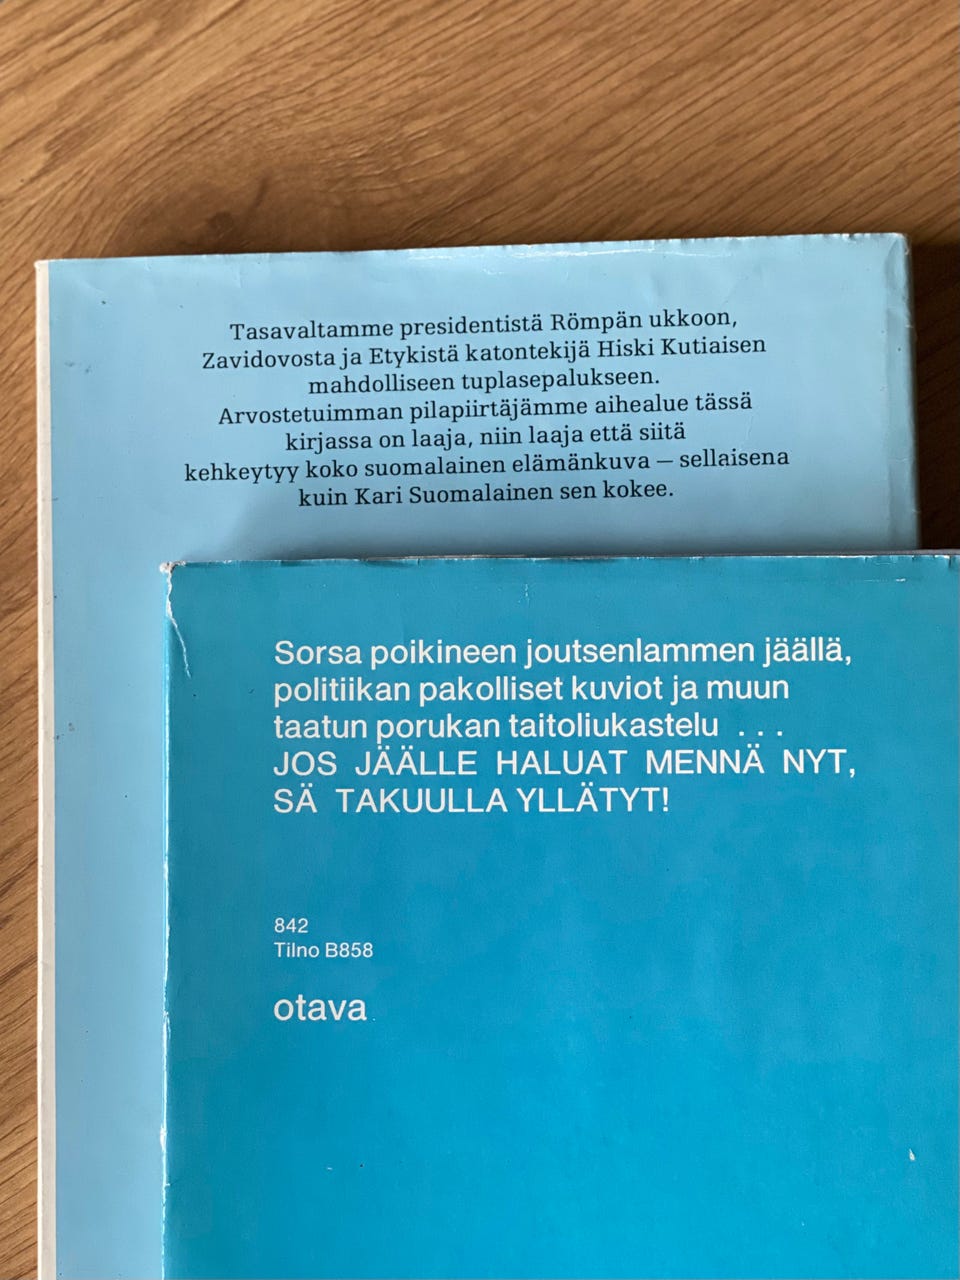 Tasavaltamme presidentistä Römpän ukkoon,
Zavidovosta ja Etykistä katontekijä Hiski Kutiaisen
mahdolliseen tuplasepalukseen.
Arvostetuimman pilapiirtäjämme aihealue tässä
kirjassa on laaja, niin laaja että siitä
kehkeytyy koko suomalainen elämänkuva — sellaisena
kuin Kari Suomalainen sen kokee.
Sorsa poikineen joutsenlammen jäällä,
politiikan pakolliset kuviot ja muun
taatun porukan taitoliukastelu . . .
JOS JÄÄLLE HALUAT MENNÄ NYT,
SÄ TAKUULLA YLLÄTYT!
842
Tilno B858
otava